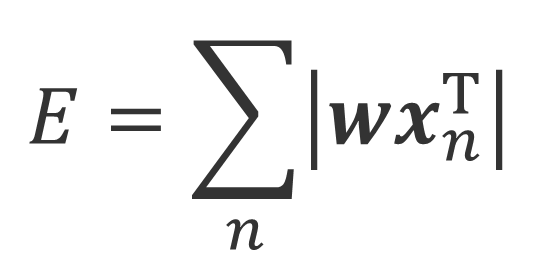 E = ∑ₙ |𝒘𝒙ₙᵀ|